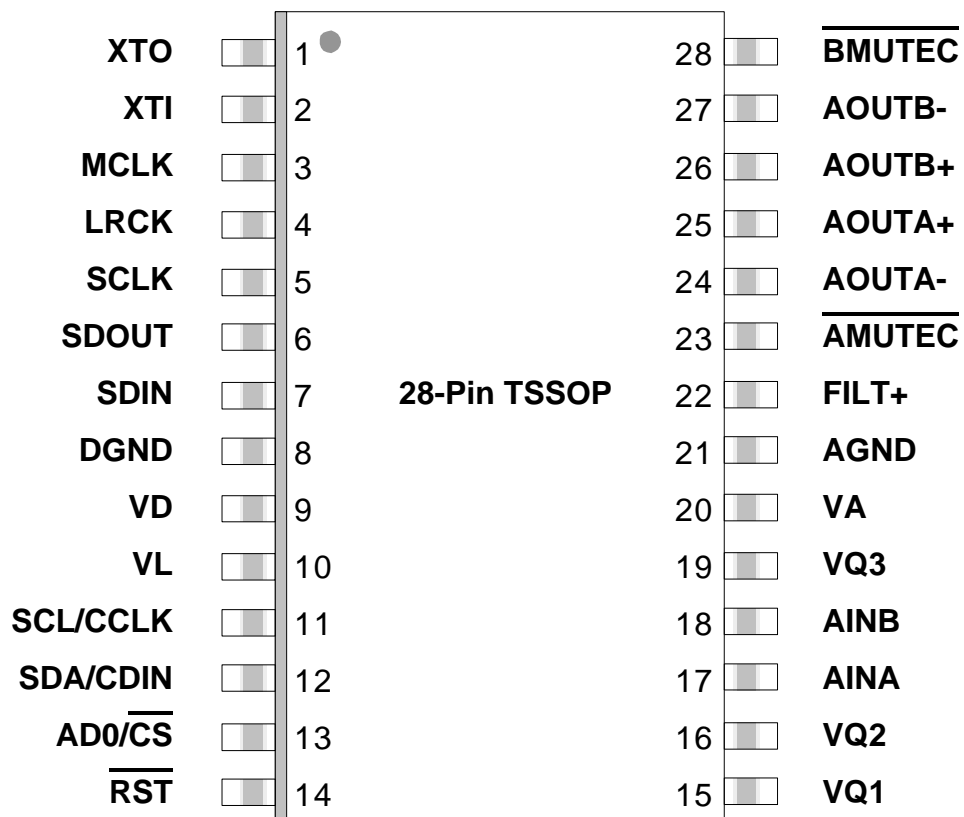 XTO 1 28 BMUTEC
XTI 2 27 AOUTB-
MCLK 3 26 AOUTB+
LRCK 4 25 AOUTA+
SCLK 5 24 AOUTA-
SDOUT 6 23 AMUTEC
SDIN 7 28-Pin TSSOP 22 FILT+
DGND 8 21 AGND
VD 9 20 VA
VL 10 19 VQ3
SCL/CCLK 11 18 AINB
SDA/CDIN 12 17 AINA
AD0/CS 13 16 VQ2
RST 14 15 VQ1